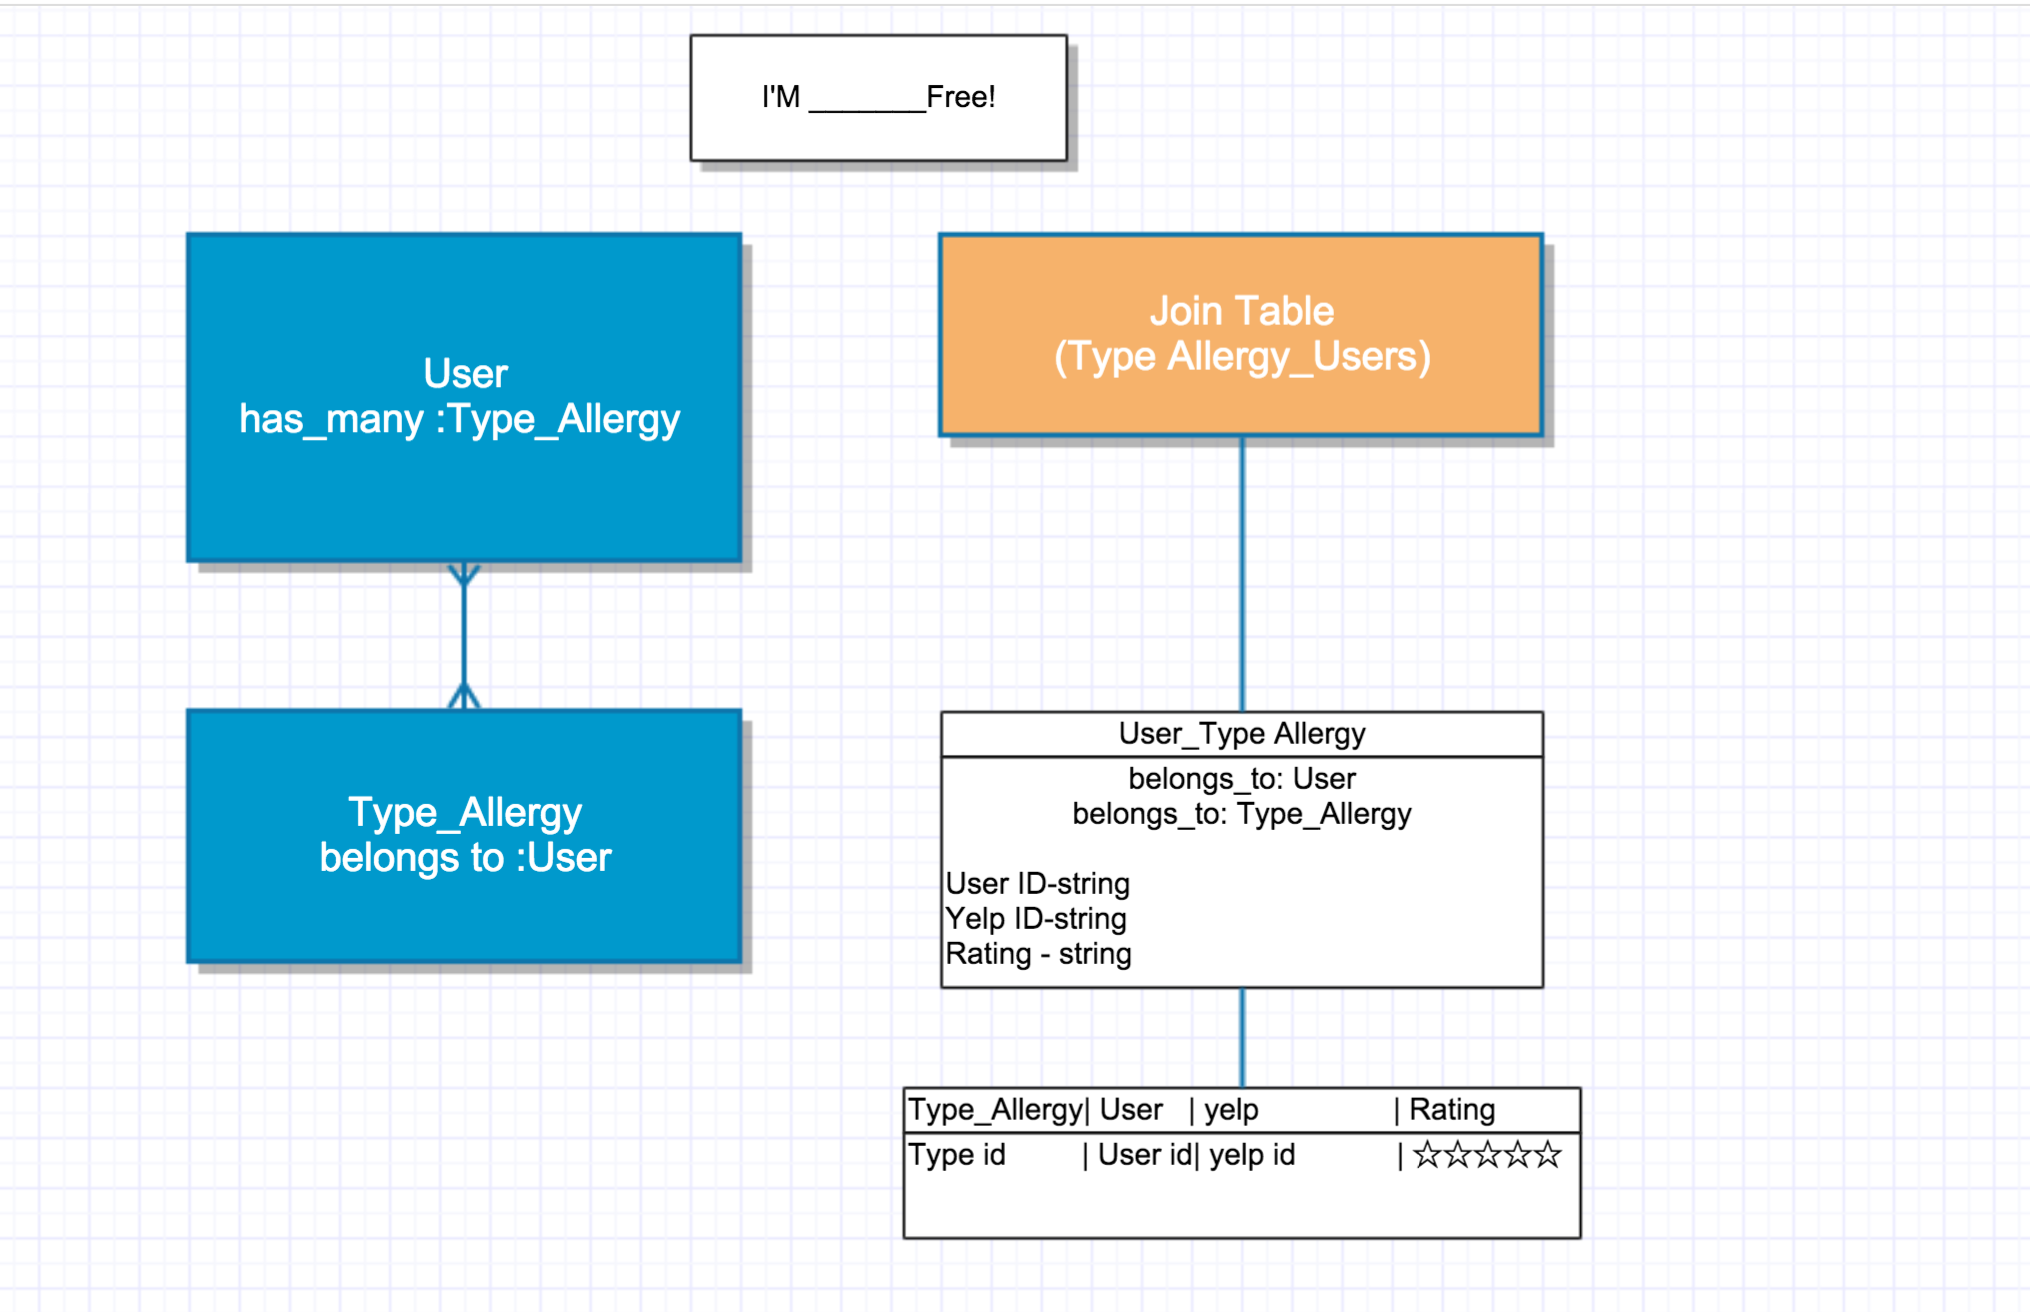 I'M _______Free!
User
has_many :Type_Allergy
Join Table
(Type Allergy_Users)
Type_Allergy
belongs to :User
User_Type Allergy
belongs_to: User
belongs_to: Type_Allergy
User ID-string
Yelp ID-string
Rating - string
Type_Allergy| User | yelp | Rating
Type id | User id| yelp id | ☆☆☆☆☆